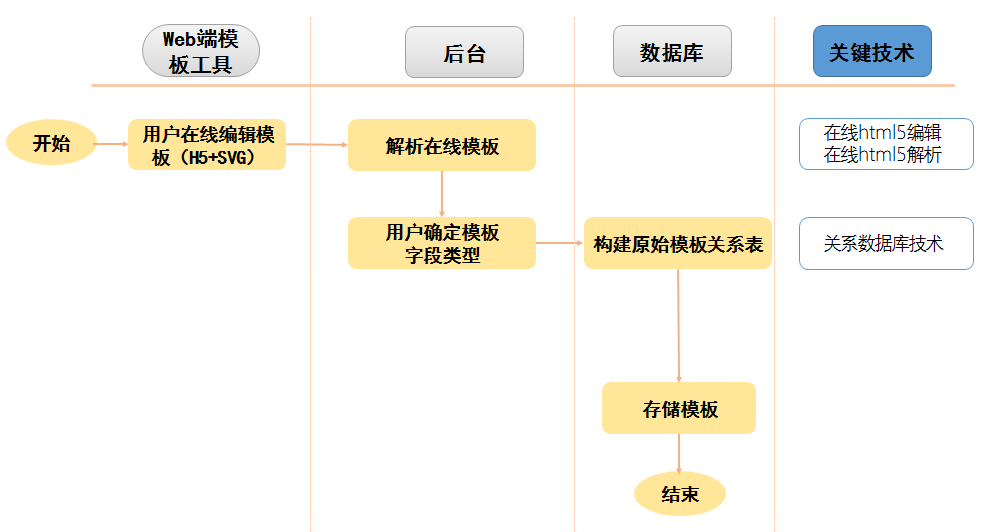 Web端模
板工具
后台
数据库
关键技术
开始
用户在线编辑模
板（H5+SVG）
解析在线模板
在线html5编辑
在线html5解析
用户确定模板
字段类型
构建原始模板关系表
关系数据库技术
存储模板
结束